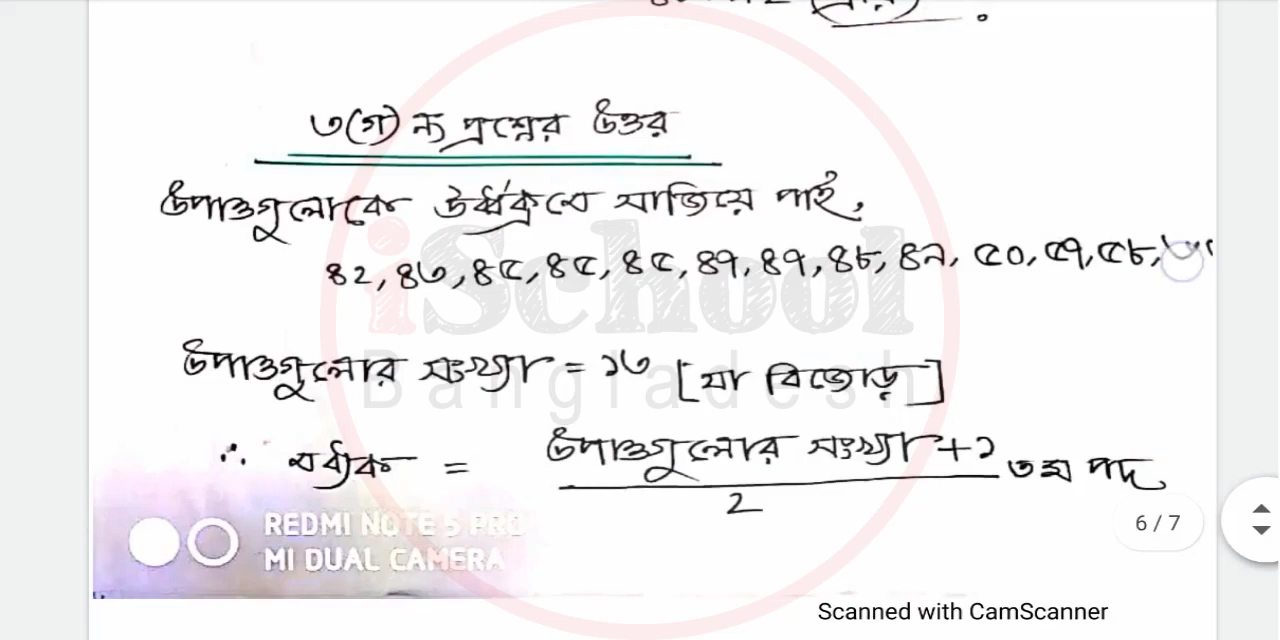 ৩(গ) নং প্রশ্নের উত্তর
উপাত্তগুলোকে ঊর্ধ্বক্রমে সাজিয়ে পাই,
৪২, ৪৩, ৪৫, ৪৫, ৪৫, ৪৭, ৪৭, ৪৮, ৪৯, ৫০, ৫৭, ৫৮,
iSchool
উপাত্তগুলোর সংখ্যা = ১৩ [যা বিজোড়]
Bangladesh
∴ মধ্যক = উপাত্তগুলোর সংখ্যা + ১
২
তম পদ
REDMI NOTE 5 PRO
MI DUAL CAMERA
6 / 7
Scanned with CamScanner